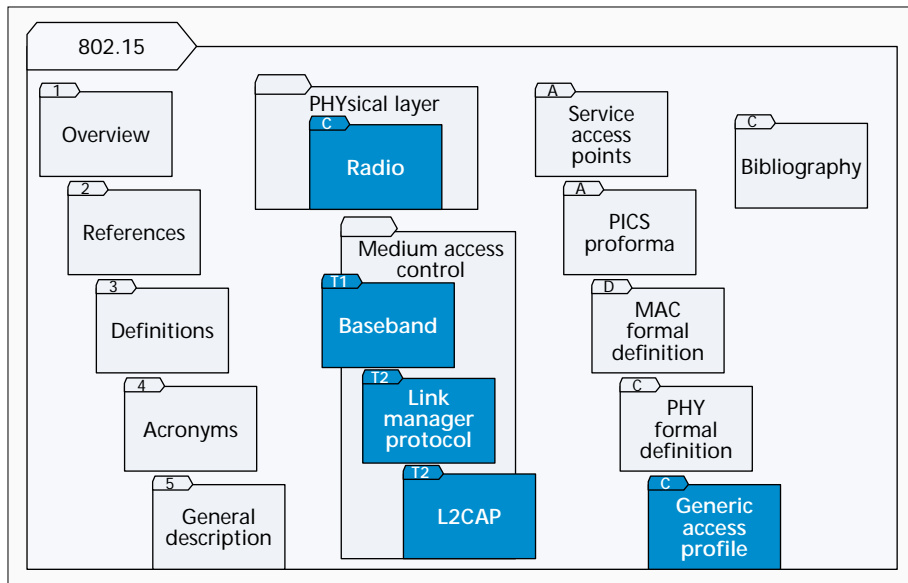 802.15
1
Overview
2
References
3
Definitions
4
Acronyms
5
General
description
PHYsical layer
C
Radio
Medium access
control
T1
Baseband
T2
Link
manager
protocol
T2
L2CAP
A
Service
access
points
A
PICS
proforma
D
MAC
formal
definition
C
PHY
formal
definition
C
Generic
access
profile
C
Bibliography